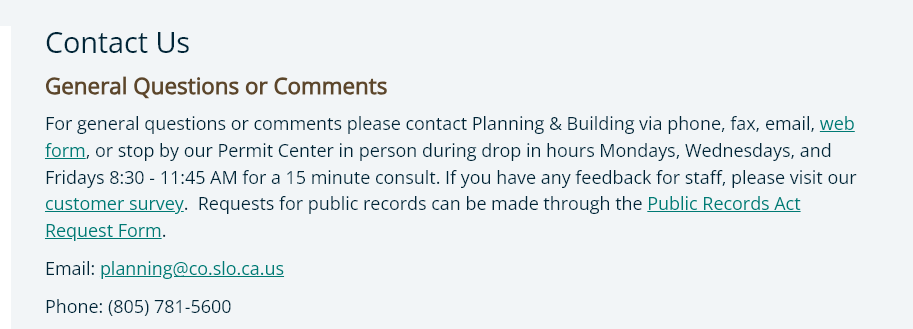 Contact Us
General Questions or Comments
For general questions or comments please contact Planning & Building via phone, fax, email, web
form, or stop by our Permit Center in person during drop in hours Mondays, Wednesdays, and
Fridays 8:30 - 11:45 AM for a 15 minute consult. If you have any feedback for staff, please visit our
customer survey.  Requests for public records can be made through the Public Records Act
Request Form.
Email: planning@co.slo.ca.us
Phone: (805) 781-5600